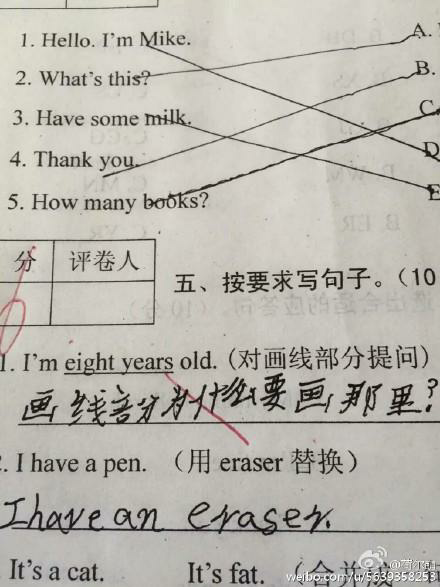 1. Hello. I'm Mike.
A.
2. What's this?
B.
3. Have some milk.
C
4. Thank you.
D
5. How many books?
E
分 评卷人
五、按要求写句子。(10
1. I'm eight years old. (对画线部分提问)
画线部分为什么要画那里?
2. I have a pen. (用 eraser 替换)
I have an eraser.
It's a cat. It's fat.
weibo.com/u/5639358253